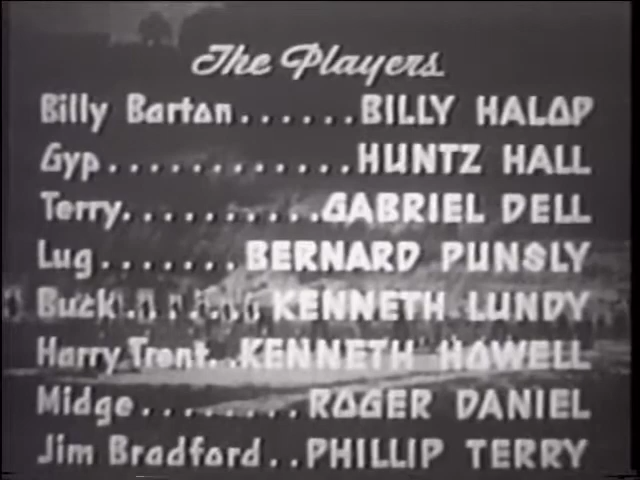 The Players
Billy Barton......BILLY HALOP
Gyp............HUNTZ HALL
Terry..........GABRIEL DELL
Lug.......BERNARD PUNSLY
Buck.......KENNETH LUNDY
Harry Trent..KENNETH HOWELL
Midge........ROGER DANIEL
Jim Bradford..PHILLIP TERRY